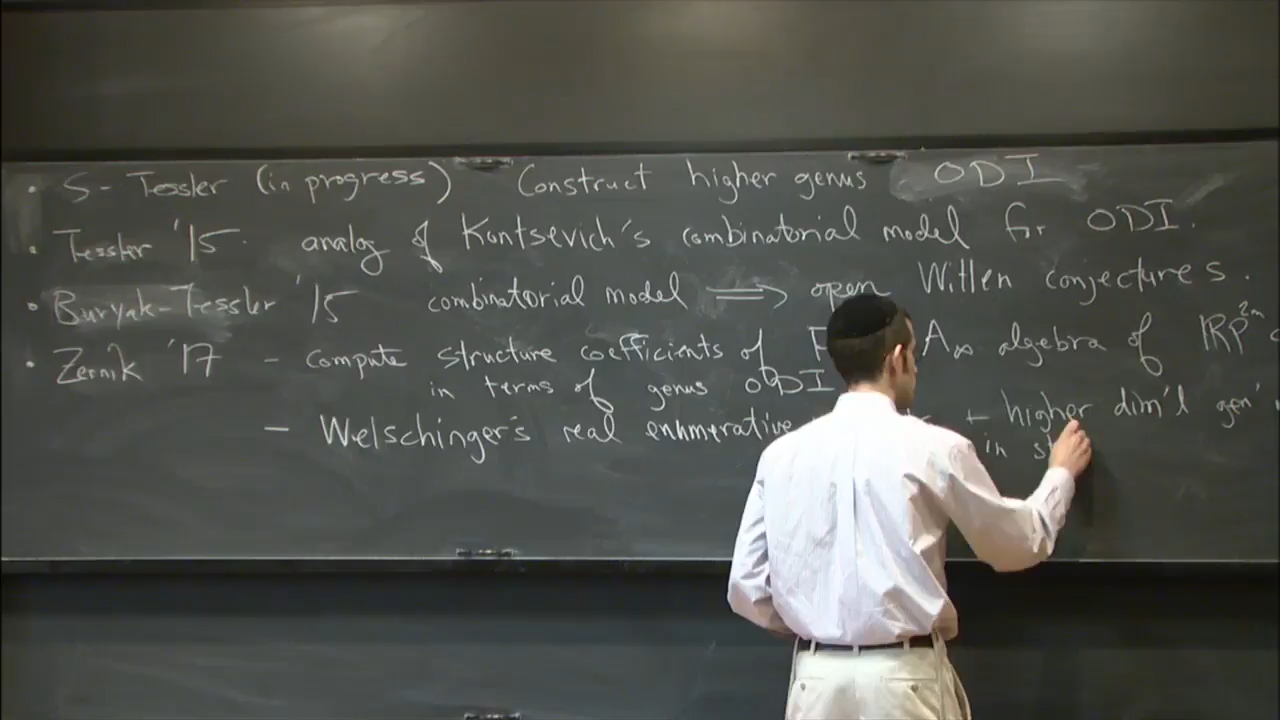 • S-Tessler (in progress) Construct higher genus ODI
• Tessler '15. analog of Kontsevich's combinatorial model for ODI.
• Buryak-Tessler '15 combinatorial model ⟹ open Witten conjectures.
• Zernik '17 - compute structure coefficients of A∞ algebra of RP^{2m}
in terms of genus ODI
- Welschinger's real enumerative ← higher dim'l gen'
in